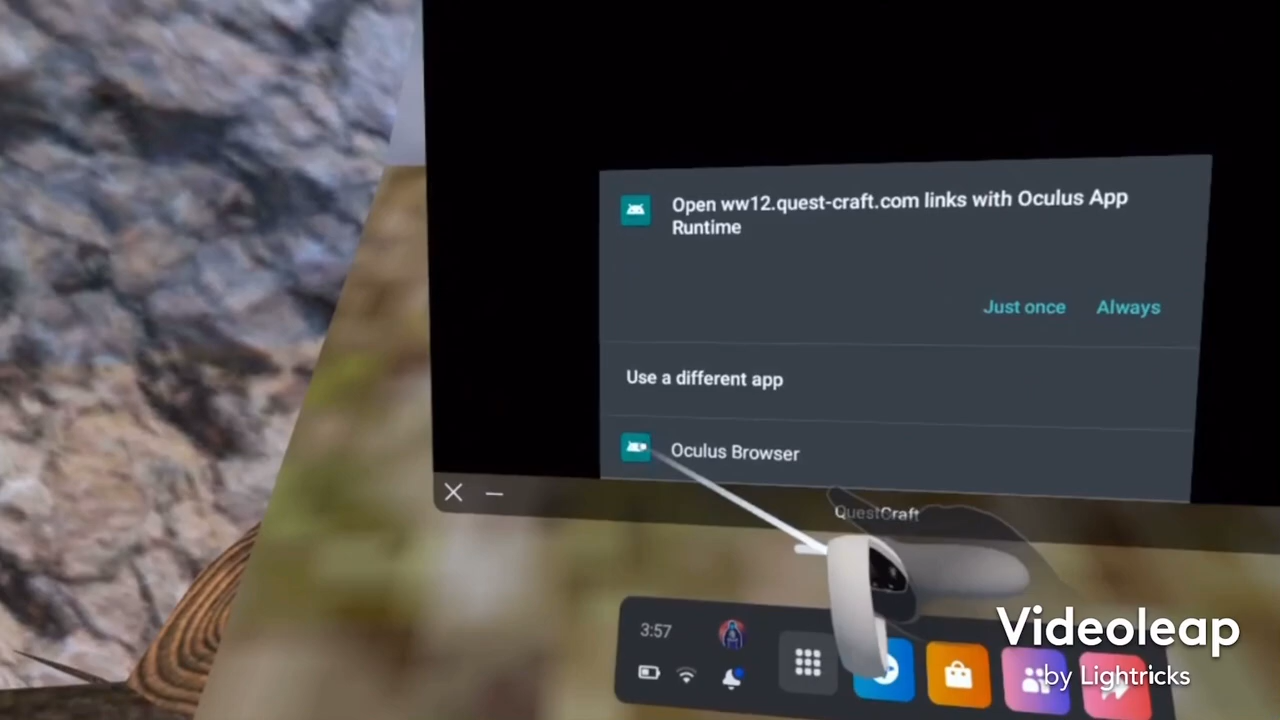 Open ww12.quest-craft.com links with Oculus App
Runtime
Just once
Always
Use a different app
Oculus Browser
QuestCraft
3:57
Videoleap
by Lightricks